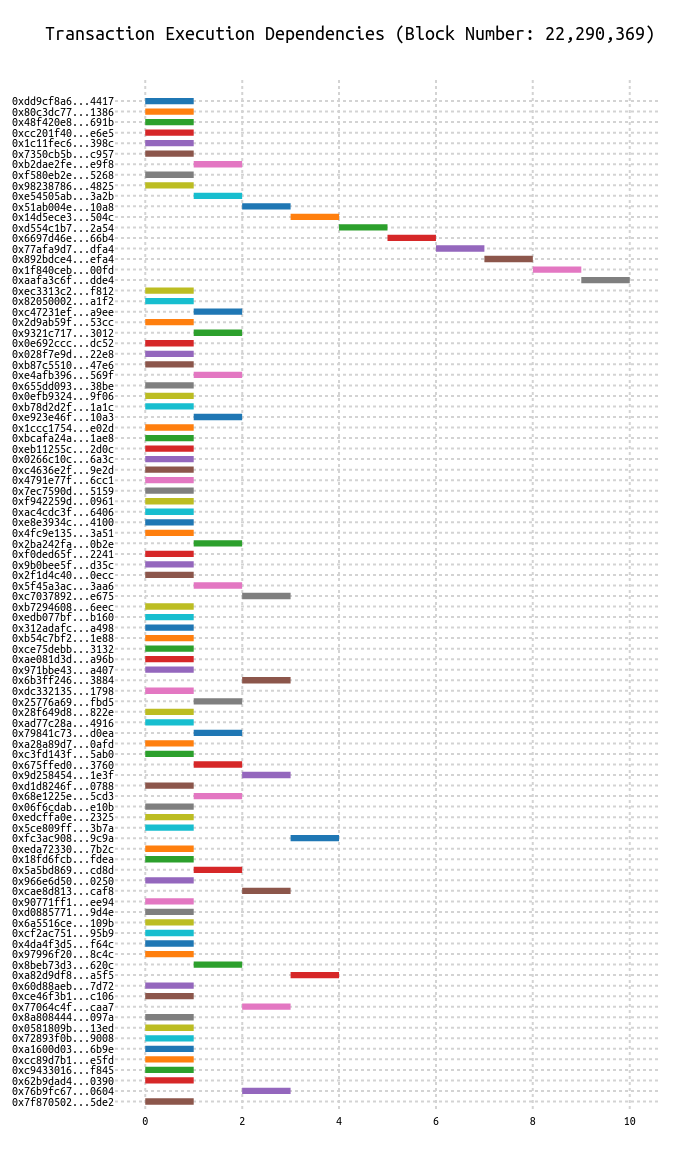 Transaction Execution Dependencies (Block Number: 22,290,369)
0xdd9cf8a6...4417
0x80c3dc77...1386
0x48f420e8...691b
0xcc201f40...e6e5
0x1c11fec6...398c
0x7350cb5b...c957
0xb2dae2fe...e9f8
0xf580eb2e...5268
0x98238786...4825
0xe54505ab...3a2b
0x51ab004e...10a8
0x14d5ece3...504c
0xd554c1b7...2a54
0x6697d46e...66b4
0x77afa9d7...dfa4
0x892bdce4...efa4
0x1f840ceb...00fd
0xaafa3c6f...dde4
0xec3313c2...f812
0x82050002...a1f2
0xc47231ef...a9ee
0x2d9ab59f...53cc
0x9321c717...3012
0x0e692ccc...dc52
0x028f7e9d...22e8
0xb87c5510...47e6
0xe4afb396...569f
0x655dd093...38be
0x0efb9324...9f06
0xb78d2d2f...1a1c
0xe923e46f...10a3
0x1ccc1754...e02d
0xbcafa24a...1ae8
0xeb11255c...2d0c
0x0266c10c...6a3c
0xc4636e2f...9e2d
0x4791e77f...6cc1
0x7ec7590d...5159
0xf942259d...0961
0xac4cdc3f...6406
0xe8e3934c...4100
0x4fc9e135...3a51
0x2ba242fa...0b2e
0xf0ded65f...2241
0x9b0bee5f...d35c
0x2f1d4c40...0ecc
0x5f45a3ac...3aa6
0xc7037892...e675
0xb7294608...6eec
0xedb077bf...b160
0x312adafc...a498
0xb54c7bf2...1e88
0xce75debb...3132
0xae081d3d...a96b
0x971bbe43...a407
0x6b3ff246...3884
0xdc332135...1798
0x25776a69...fbd5
0x28f649d8...822e
0xad77c28a...4916
0x79841c73...d0ea
0xa28a89d7...0afd
0xc3fd143f...5ab0
0x675ffed0...3760
0x9d258454...1e3f
0xd1d8246f...0788
0x68e1225e...5cd3
0x06f6cdab...e10b
0xedcffa0e...2325
0x5ce809ff...3b7a
0xfc3ac908...9c9a
0xeda72330...7b2c
0x18fd6fcb...fdea
0x5a5bd869...cd8d
0x966e6d50...0250
0xcae8d813...caf8
0x90771ff1...ee94
0xd0885771...9d4e
0x6a5516ce...109b
0xcf2ac751...95b9
0x4da4f3d5...f64c
0x97996f20...8c4c
0x8beb73d3...620c
0xa82d9df8...a5f5
0x60d88aeb...7d72
0xce46f3b1...c106
0x77064c4f...caa7
0x8a808444...097a
0x0581809b...13ed
0x72893f0b...9008
0xa1600d03...6b9e
0xcc89d7b1...e5fd
0xc9433016...f845
0x62b9dad4...0390
0x76b9fc67...0604
0x7f870502...5de2
0 2 4 6 8 10